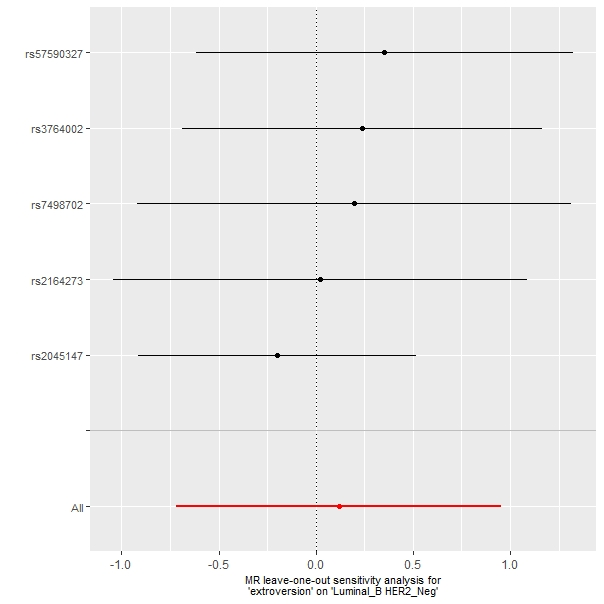 rs57590327
rs3764002
rs7498702
rs2164273
rs2045147
All
-1.0 -0.5 0.0 0.5 1.0
MR leave-one-out sensitivity analysis for
'extroversion' on 'Luminal_B HER2_Neg'